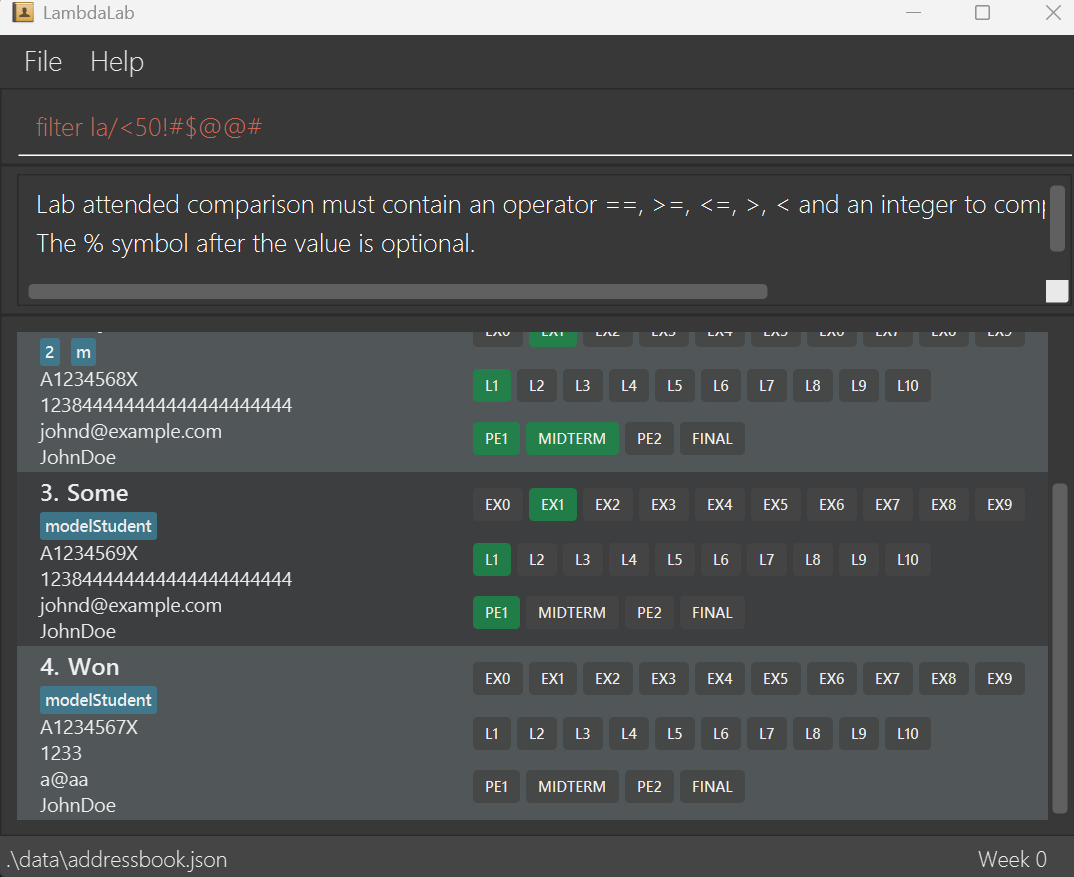 LambdaLab
File Help
filter la/<50!#$@@#
Lab attended comparison must contain an operator ==, >=, <=, >, < and an integer to
The % symbol after the value is optional.
EX0 EX1 EX2 EX3 EX4 EX5 EX6 EX7 EX8 EX9
2 m
A1234568X
L1 L2 L3 L4 L5 L6 L7 L8 L9 L10
12384444444444444444444
johnd@example.com
PE1 MIDTERM PE2 FINAL
JohnDoe
3. Some
EX0 EX1 EX2 EX3 EX4 EX5 EX6 EX7 EX8 EX9
modelStudent
A1234569X
L1 L2 L3 L4 L5 L6 L7 L8 L9 L10
12384444444444444444444
johnd@example.com
PE1 MIDTERM PE2 FINAL
JohnDoe
4. Won
EX0 EX1 EX2 EX3 EX4 EX5 EX6 EX7 EX8 EX9
modelStudent
A1234567X
L1 L2 L3 L4 L5 L6 L7 L8 L9 L10
1233
a@aa
PE1 MIDTERM PE2 FINAL
JohnDoe
.\data\addressbook.json
Week 0